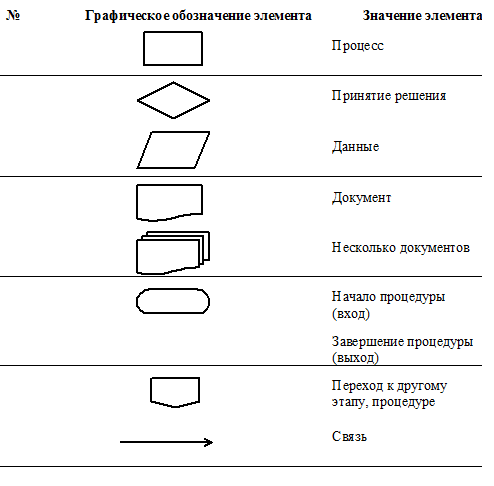 № Графическое обозначение элемента Значение элемента
Процесс
Принятие решения
Данные
Документ
Несколько документов
Начало процедуры
(вход)
Завершение процедуры
(выход)
Переход к другому
этапу, процедуре
Связь